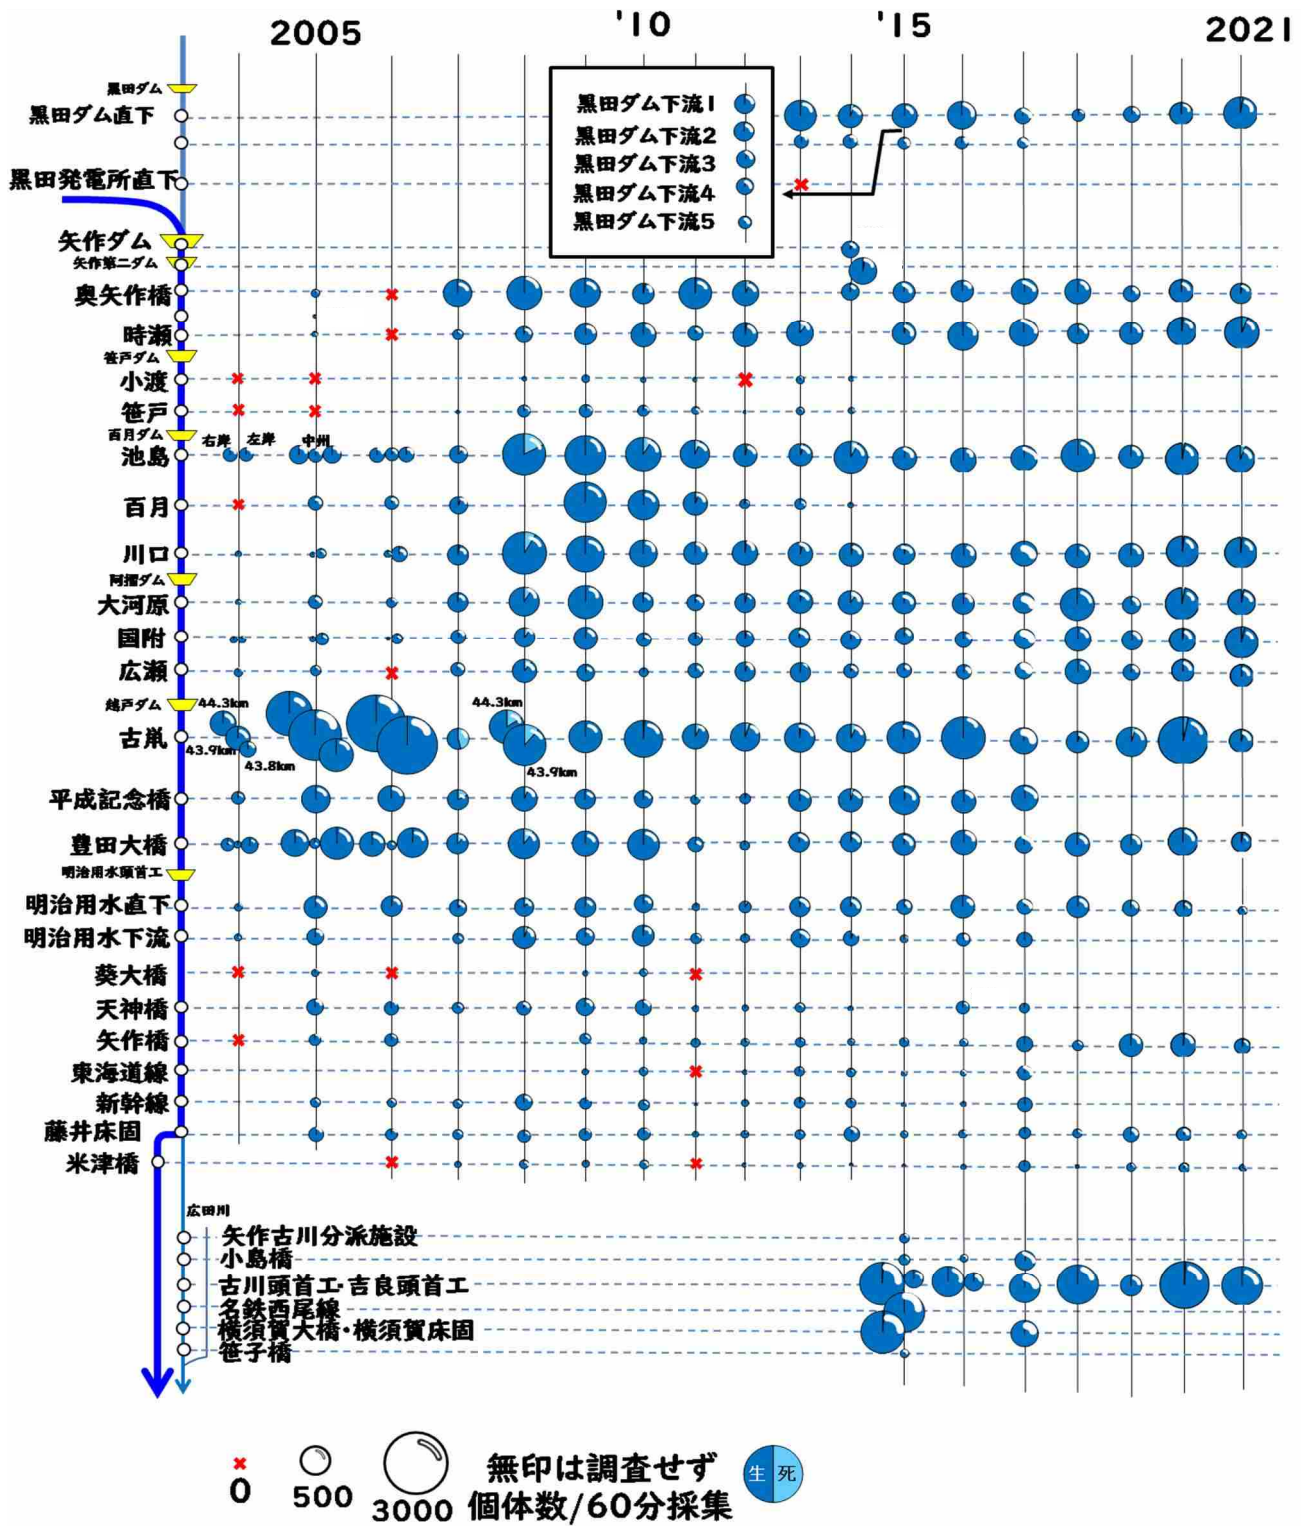 2005 '10 '15 2021
黒田ダム
黒田ダム直下
黒田発電所直下
黒田ダム下流1
黒田ダム下流2
黒田ダム下流3
黒田ダム下流4
黒田ダム下流5
矢作ダム
矢作第二ダム
奥矢作橋
時瀬
笹戸ダム
小渡
笹戸
百月ダム
右岸 左岸 中州
池島
百月
川口
阿摺ダム
大河原
国附
広瀬
越戸ダム
44.3km 44.3km
古鼡
43.9km
43.8km
43.9km
平成記念橋
豊田大橋
明治用水頭首工
明治用水直下
明治用水下流
葵大橋
天神橋
矢作橋
東海道線
新幹線
藤井床固
米津橋
広田川
矢作古川分派施設
小島橋
古川頭首工・吉良頭首工
名鉄西尾線
横須賀大橋・横須賀床固
笹子橋
0 500 3000
無印は調査せず
個体数/60分採集
生 死